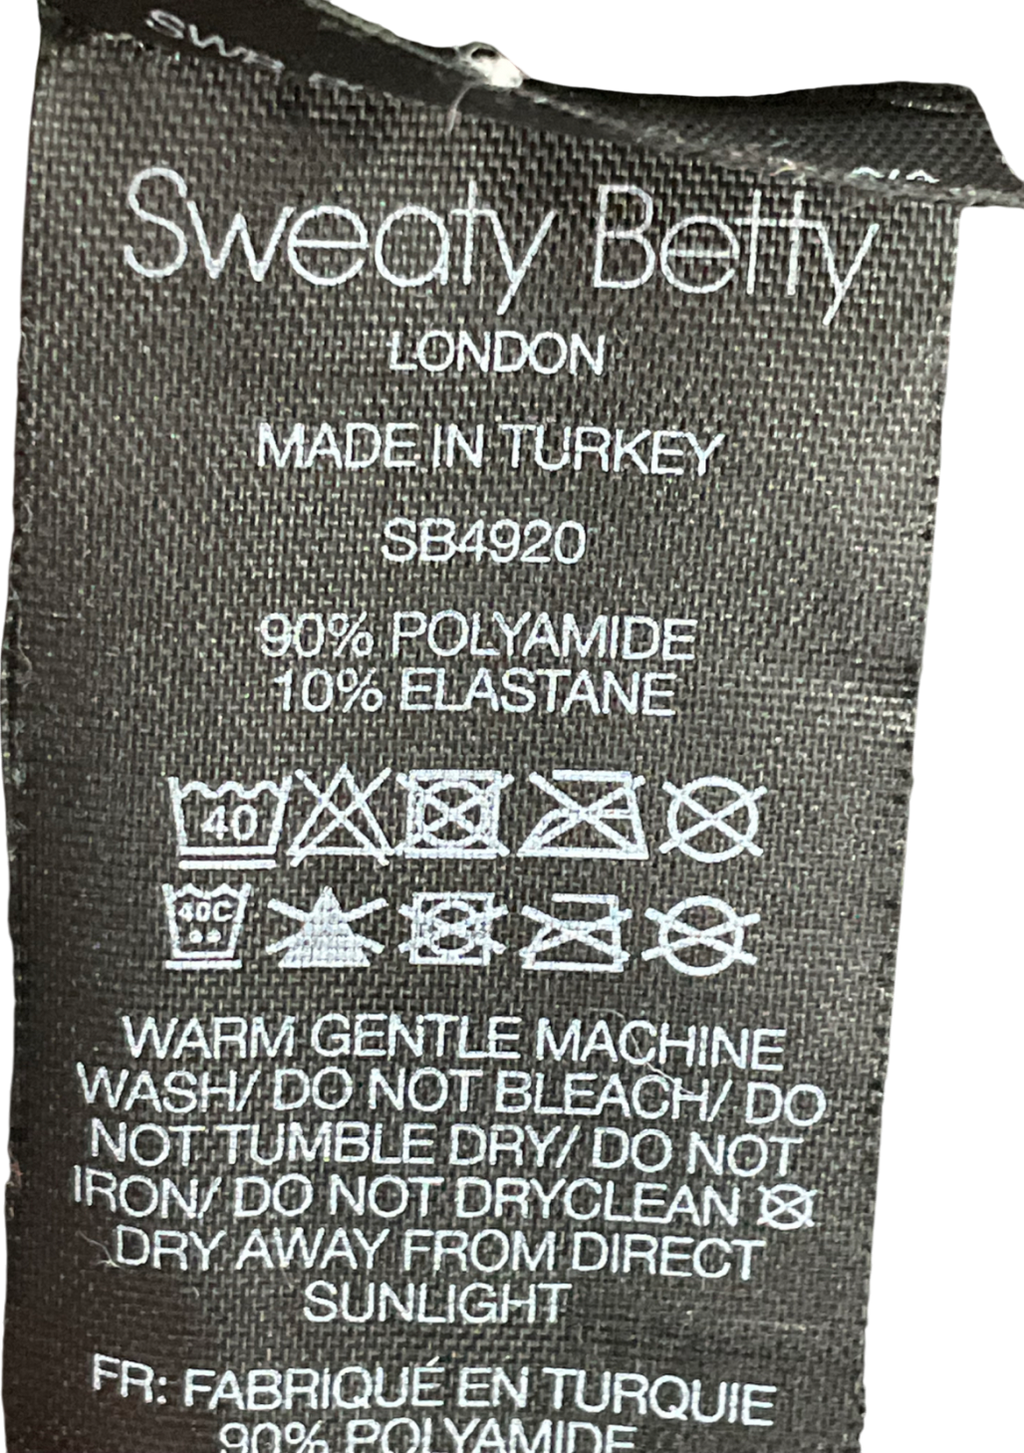 Sweaty Betty
LONDON
MADE IN TURKEY
SB4920
90% POLYAMIDE
10% ELASTANE
40
40C
WARM GENTLE MACHINE
WASH/ DO NOT BLEACH/ DO
NOT TUMBLE DRY/ DO NOT
IRON/ DO NOT DRYCLEAN
DRY AWAY FROM DIRECT
SUNLIGHT
FR: FABRIQUÉ EN TURQUIE
90% POLYAMIDE